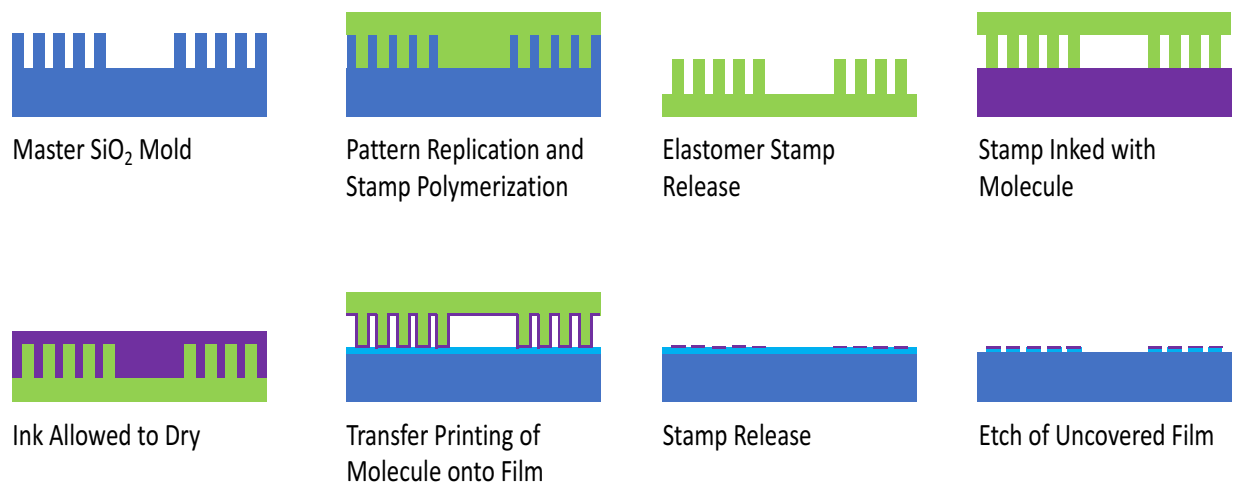 Master SiO₂ Mold
Pattern Replication and
Stamp Polymerization
Elastomer Stamp
Release
Stamp Inked with
Molecule
Ink Allowed to Dry
Transfer Printing of
Molecule onto Film
Stamp Release
Etch of Uncovered Film